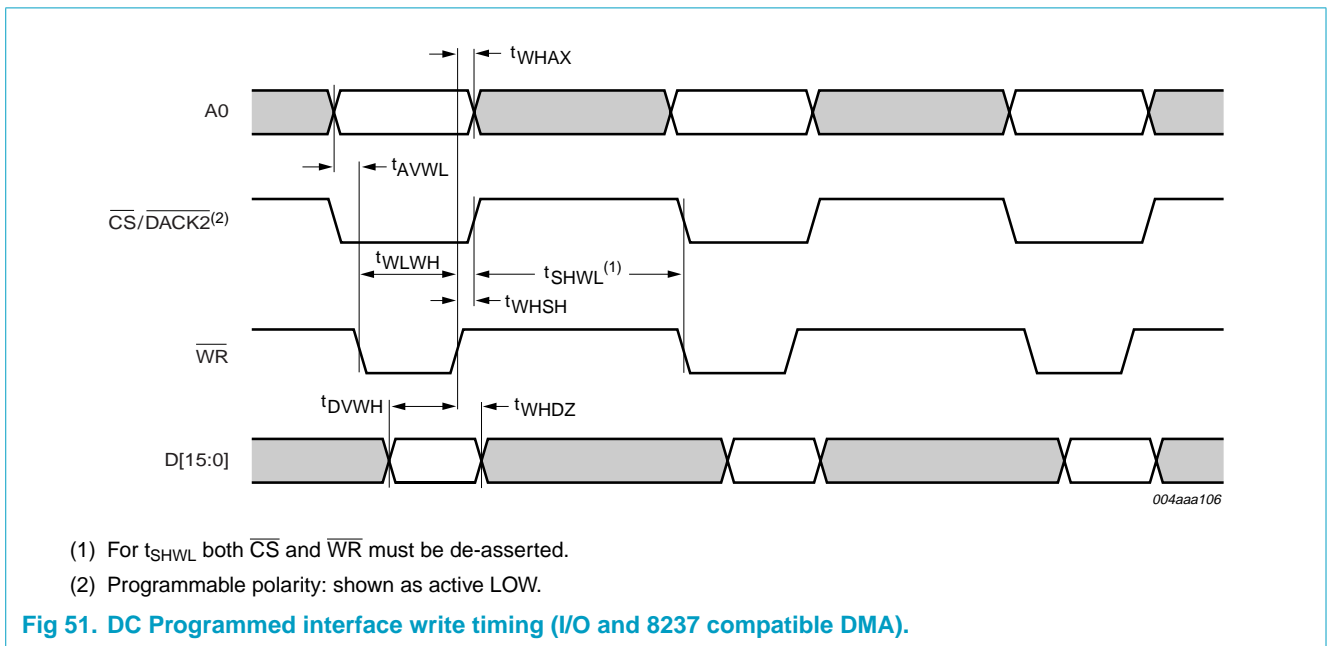 tWHAX
A0
tAVWL
CS/DACK2(2)
tWLWH
tSHWL(1)
tWHSH
WR
tDVWH
tWHDZ
D[15:0]
004aaa106
(1) For tSHWL both CS and WR must be de-asserted.
(2) Programmable polarity: shown as active LOW.
Fig 51. DC Programmed interface write timing (I/O and 8237 compatible DMA).